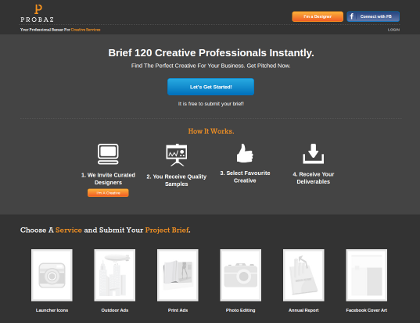 PROBAZ
Your Professional Bazaar For Creative Services
I'm a Designer
Connect with FB
LOGIN
Brief 120 Creative Professionals Instantly.
Find The Perfect Creative For Your Business. Get Pitched Now.
Let's Get Started!
It is free to submit your brief!
How It Works.
1. We Invite Curated
Designers
2. You Receive Quality
Samples
3. Select Favourite
Creative
4. Receive Your
Deliverables
Choose A Service and Submit Your Project Brief.
Launcher Icons
Outdoor Ads
Print Ads
Photo Editing
Annual Report
Facebook Cover Art